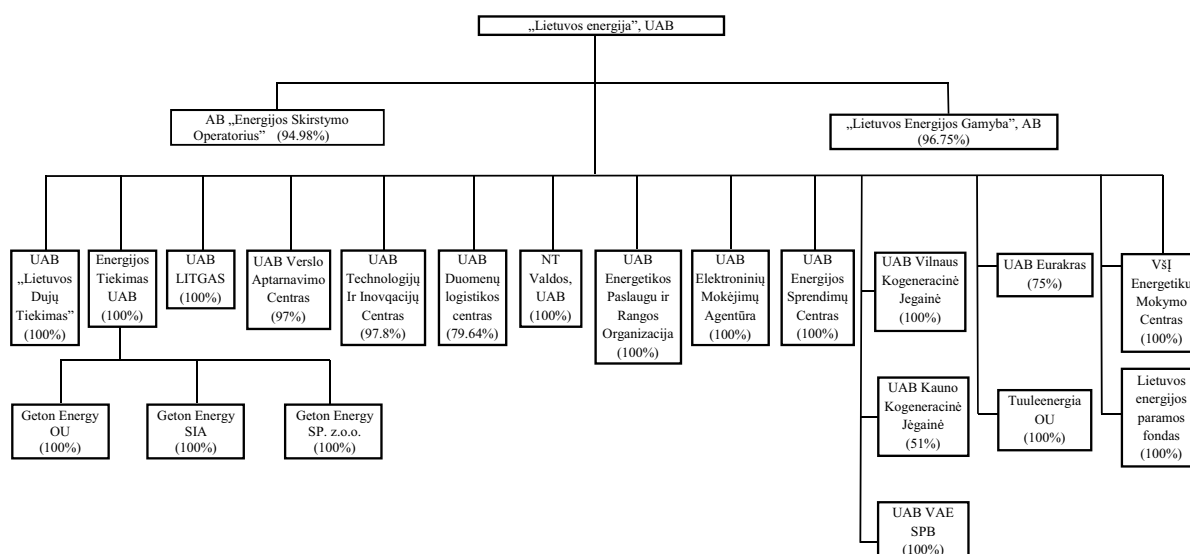 „Lietuvos energija”, UAB
AB „Energijos Skirstymo
Operatorius” (94.98%)
„Lietuvos Energijos Gamyba”, AB
(96.75%)
UAB
„Lietuvos
Dujų
Tiekimas”
(100%)
Energijos
Tiekimas
UAB
(100%)
UAB
LITGAS
(100%)
UAB Verslo
Aptarnavimo
Centras
(97%)
UAB
Technologijų
Ir Inovqacijų
Centras
(97.8%)
UAB
Duomenų
logistikos
centras
(79.64%)
NT
Valdos,
UAB
(100%)
UAB
Energetikos
Paslaugu ir
Rangos
Organizacija
(100%)
UAB
Elektroninių
Mokėjimų
Agentūra
(100%)
UAB
Energijos
Sprendimų
Centras
(100%)
UAB Vilnaus
Kogeneracinė
Jegainė
(100%)
UAB Eurakras
(75%)
VšĮ
Energetiku
Mokymo
Centras
(100%)
Geton Energy
OU
(100%)
Geton Energy
SIA
(100%)
Geton Energy
SP. z.o.o.
(100%)
UAB Kauno
Kogeneracinė
Jėgainė
(51%)
Tuuleenergia
OU
(100%)
Lietuvos
energijos
paramos
fondas
(100%)
UAB VAE
SPB
(100%)